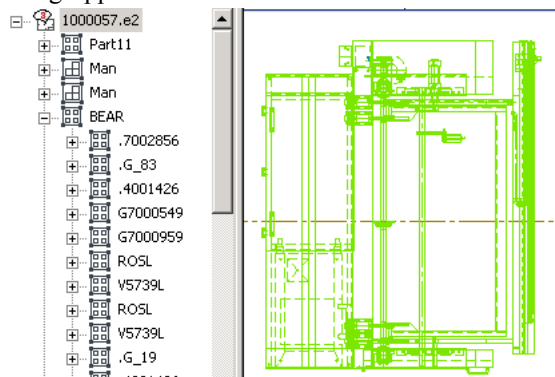 1000057.e2
Part11
Man
Man
BEAR
.7002856
.G_83
.4001426
G7000549
G7000959
ROSL
V5739L
ROSL
V5739L
.G_19